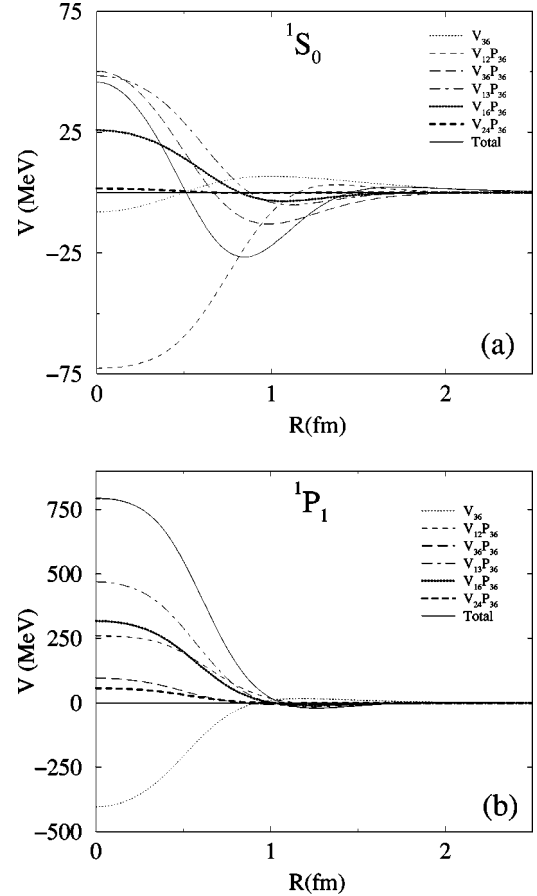 (a)
¹S₀
V₃₆
V₁₂P₃₆
V₃₆P₃₆
V₁₃P₃₆
V₁₆P₃₆
V₂₄P₃₆
Total
75
25
−25
−75
V (MeV)
0
1
2
R(fm)
(b)
¹P₁
V₃₆
V₁₂P₃₆
V₃₆P₃₆
V₁₃P₃₆
V₁₆P₃₆
V₂₄P₃₆
Total
750
500
250
0
−250
−500
V (MeV)
0
1
2
R(fm)